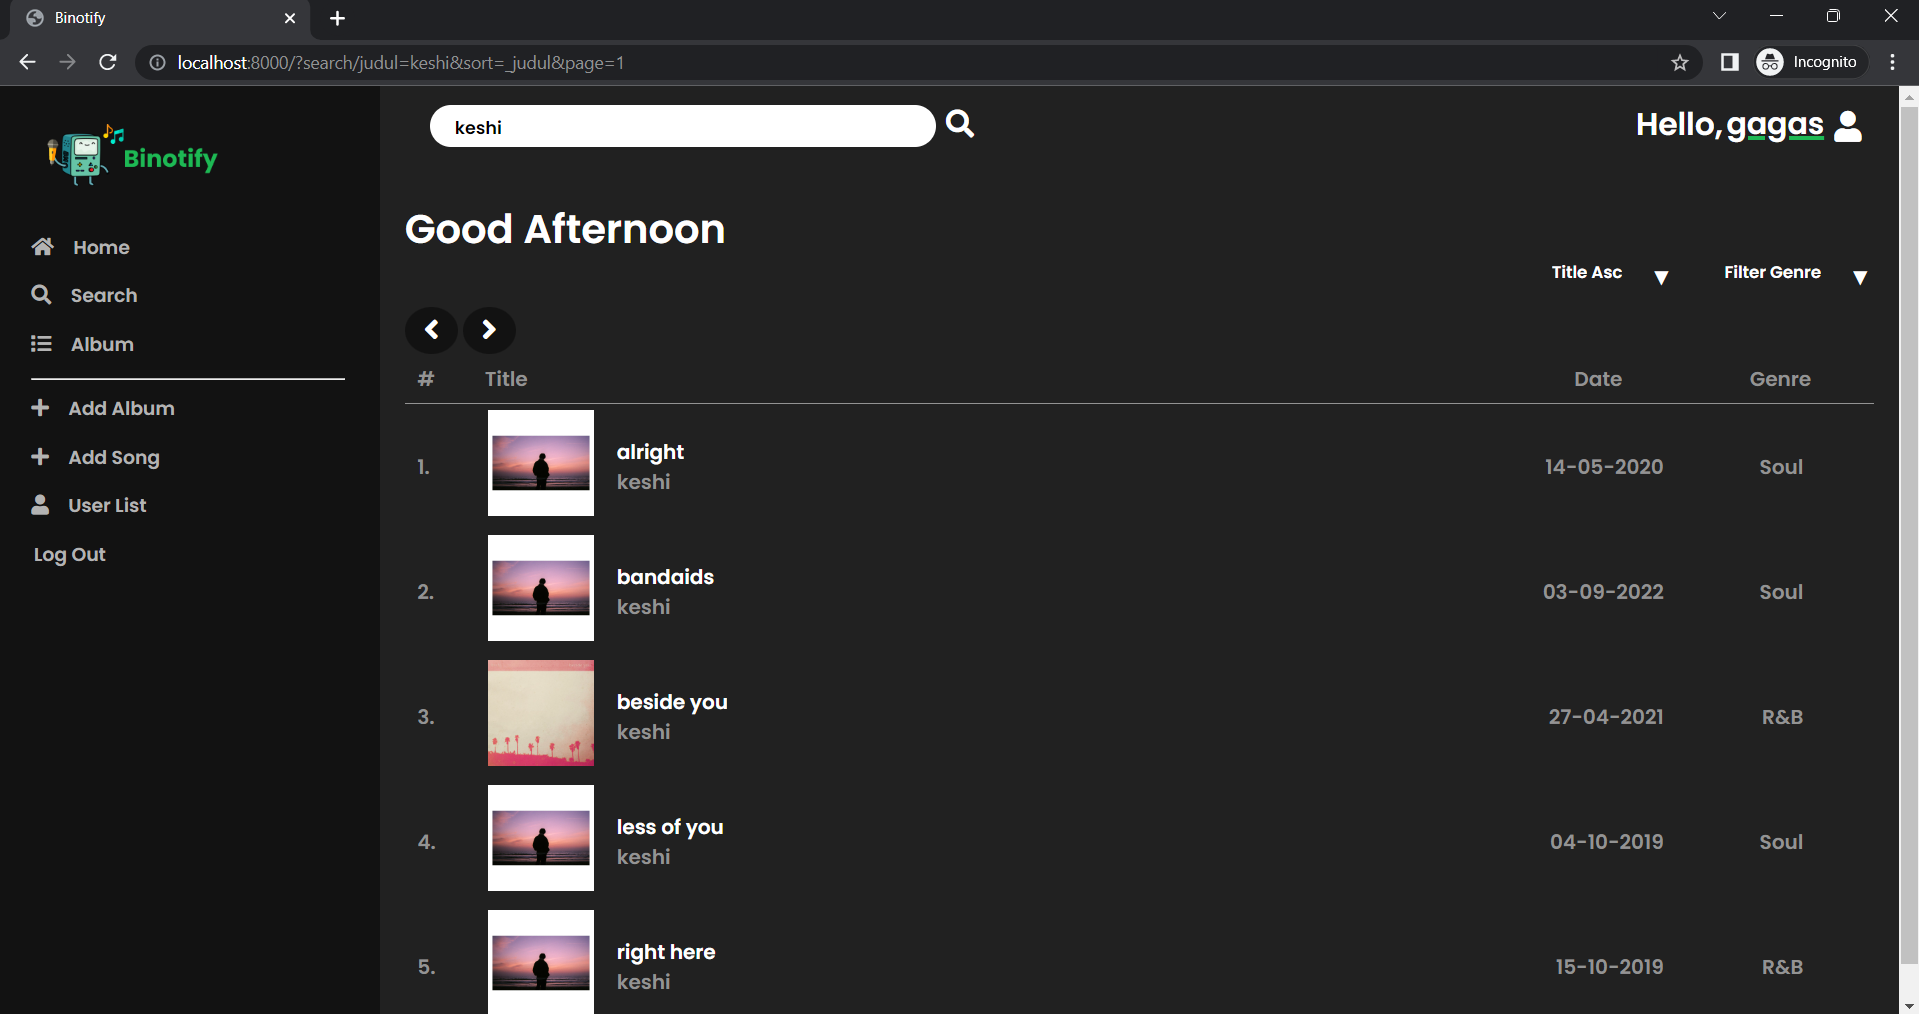 Binotify
localhost:8000/?search/judul=keshi&sort=_judul&page=1
Incognito
Binotify
Home
Search
Album
Add Album
Add Song
User List
Log Out
keshi
Hello, gagas
Good Afternoon
Title Asc ▼ Filter Genre ▼
# Title Date Genre
1. alright 14-05-2020 Soul
keshi
2. bandaids 03-09-2022 Soul
keshi
3. beside you 27-04-2021 R&B
keshi
4. less of you 04-10-2019 Soul
keshi
5. right here 15-10-2019 R&B
keshi